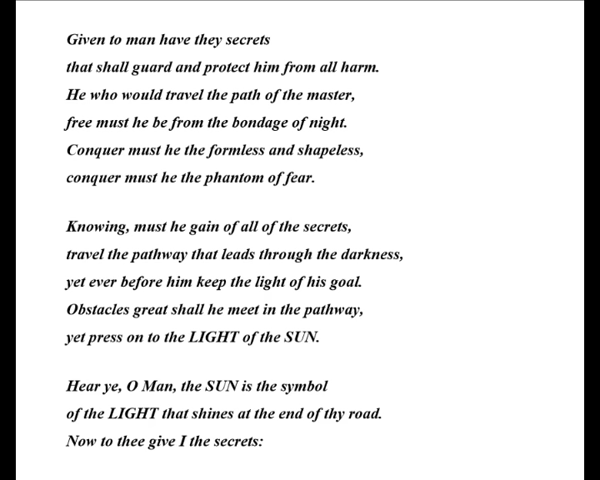 Given to man have they secrets
that shall guard and protect him from all harm.
He who would travel the path of the master,
free must he be from the bondage of night.
Conquer must he the formless and shapeless,
conquer must he the phantom of fear.
Knowing, must he gain of all of the secrets,
travel the pathway that leads through the darkness,
yet ever before him keep the light of his goal.
Obstacles great shall he meet in the pathway,
yet press on to the LIGHT of the SUN.
Hear ye, O Man, the SUN is the symbol
of the LIGHT that shines at the end of thy road.
Now to thee give I the secrets: